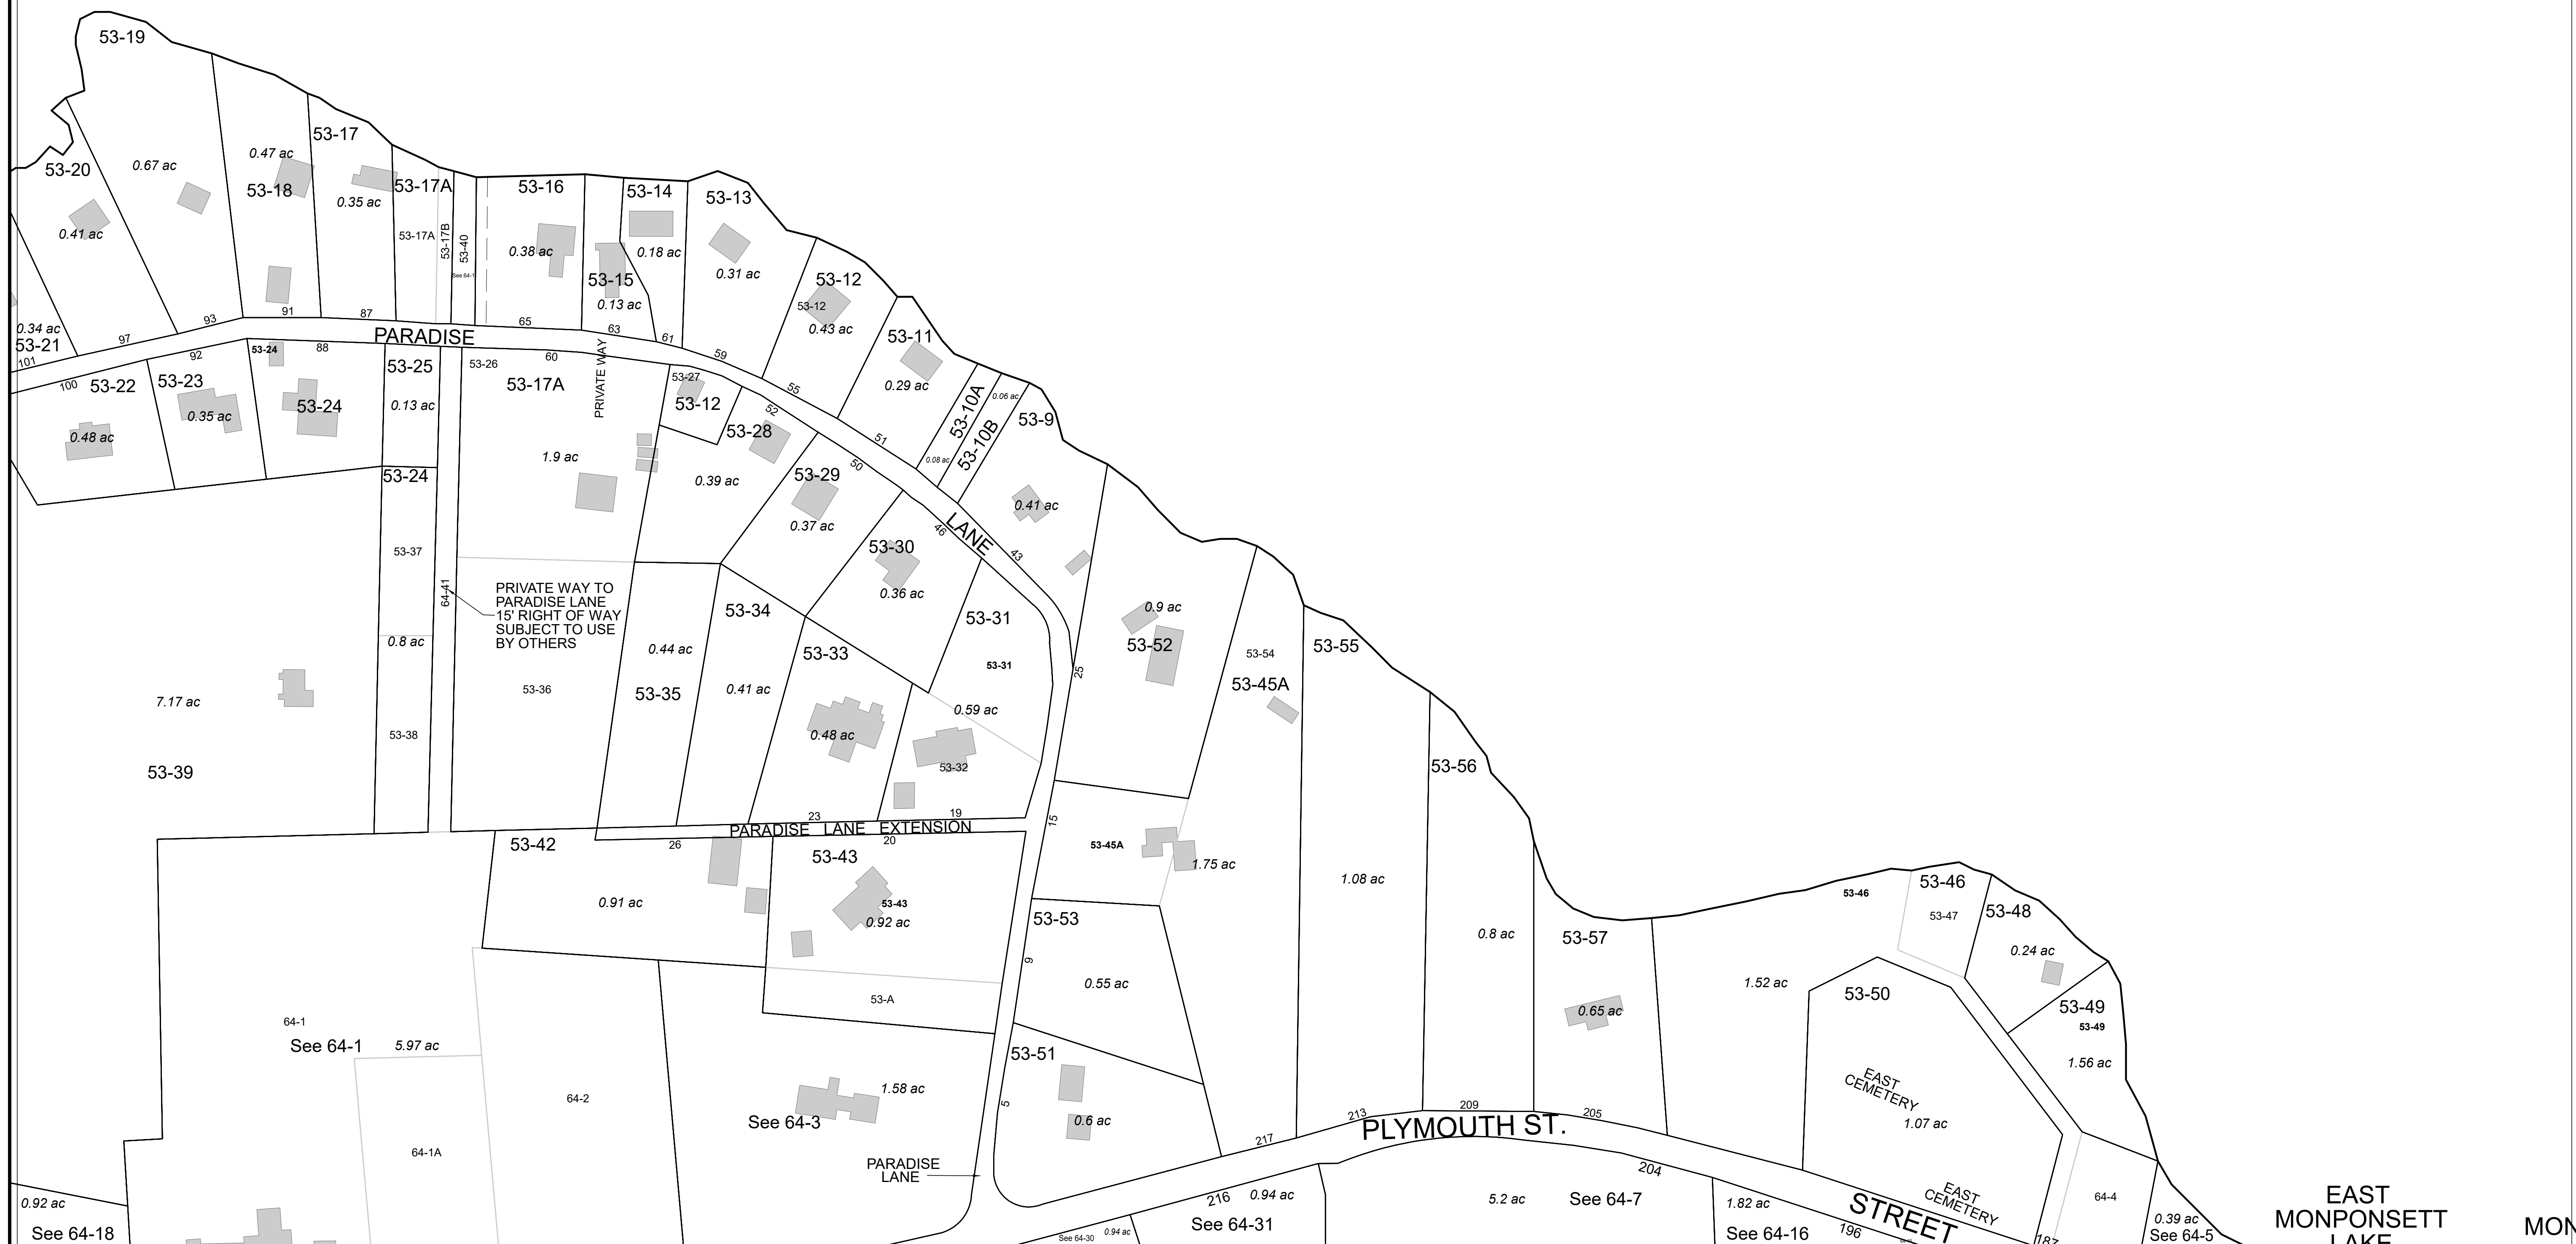 53-19
53-20
0.67 ac
0.41 ac
0.47 ac
53-18
53-17
0.35 ac
53-17A
53-17A
53-17B
53-40
See 64-1
53-16
0.38 ac
53-15
0.13 ac
53-14
0.18 ac
53-13
0.31 ac
53-12
53-12
0.43 ac
53-11
0.29 ac
53-10A
0.08 ac
53-10B
0.06 ac
53-9
0.41 ac
0.34 ac
53-21
101
97
93
91
87
65
63
61
59
55
51
43
PARADISE
PRIVATE WAY
LANE
100
92
88
60
52
50
46
53-22
0.48 ac
53-23
0.35 ac
53-24
53-24
53-25
0.13 ac
53-24
53-37
0.8 ac
53-38
64-41
53-26
53-17A
1.9 ac
53-27
53-12
53-28
0.39 ac
53-29
0.37 ac
53-30
0.36 ac
53-31
53-31
0.59 ac
53-32
PRIVATE WAY TO
PARADISE LANE
15' RIGHT OF WAY
SUBJECT TO USE
BY OTHERS
53-36
0.44 ac
53-35
53-34
0.41 ac
53-33
0.48 ac
7.17 ac
53-39
25
15
9
5
0.9 ac
53-52
53-54
53-45A
53-45A
1.75 ac
53-55
1.08 ac
53-56
0.8 ac
23
19
PARADISE LANE EXTENSION
26
20
53-42
0.91 ac
53-43
53-43
0.92 ac
53-A
53-53
0.55 ac
53-51
0.6 ac
53-57
0.65 ac
53-46
53-46
53-47
1.52 ac
53-48
0.24 ac
53-49
53-49
1.56 ac
53-50
EAST
CEMETERY
1.07 ac
EAST
CEMETERY
64-1
See 64-1
5.97 ac
64-1A
64-2
See 64-3
1.58 ac
PARADISE
LANE
217
213
209
205
PLYMOUTH ST.
STREET
216
204
196
187
0.92 ac
See 64-18
See 64-30
0.94 ac
0.94 ac
See 64-31
5.2 ac
See 64-7
1.82 ac
See 64-16
64-4
0.39 ac
See 64-5
EAST
MONPONSETT
LAKE
MON